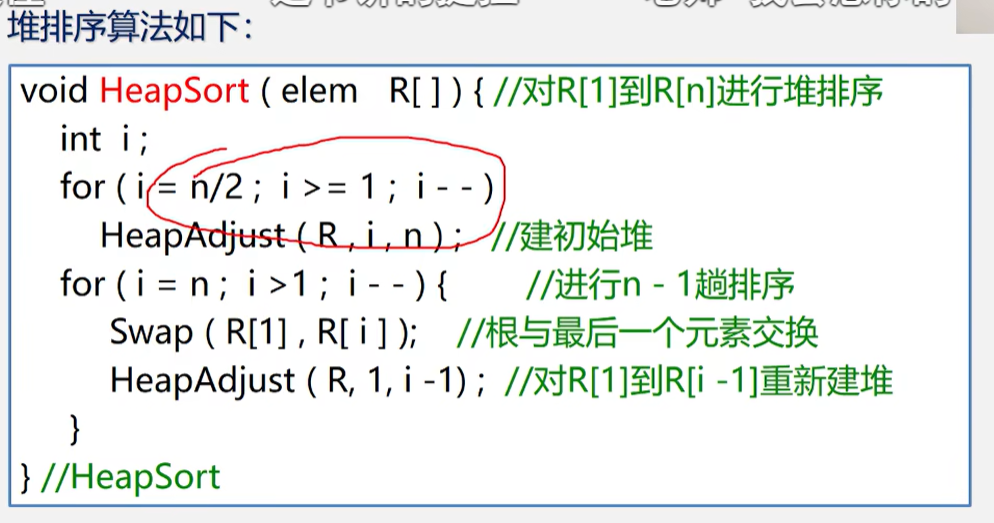 堆排序算法如下：
void HeapSort ( elem R[ ] ) { //对R[1]到R[n]进行堆排序
int i ;
for ( i = n/2 ; i >= 1 ; i - - )
HeapAdjust ( R , i , n ) ; //建初始堆
for ( i = n ; i >1 ; i - - ) { //进行n - 1趟排序
Swap ( R[1] , R[ i ] ); //根与最后一个元素交换
HeapAdjust ( R, 1, i -1) ; //对R[1]到R[i -1]重新建堆
}
} //HeapSort